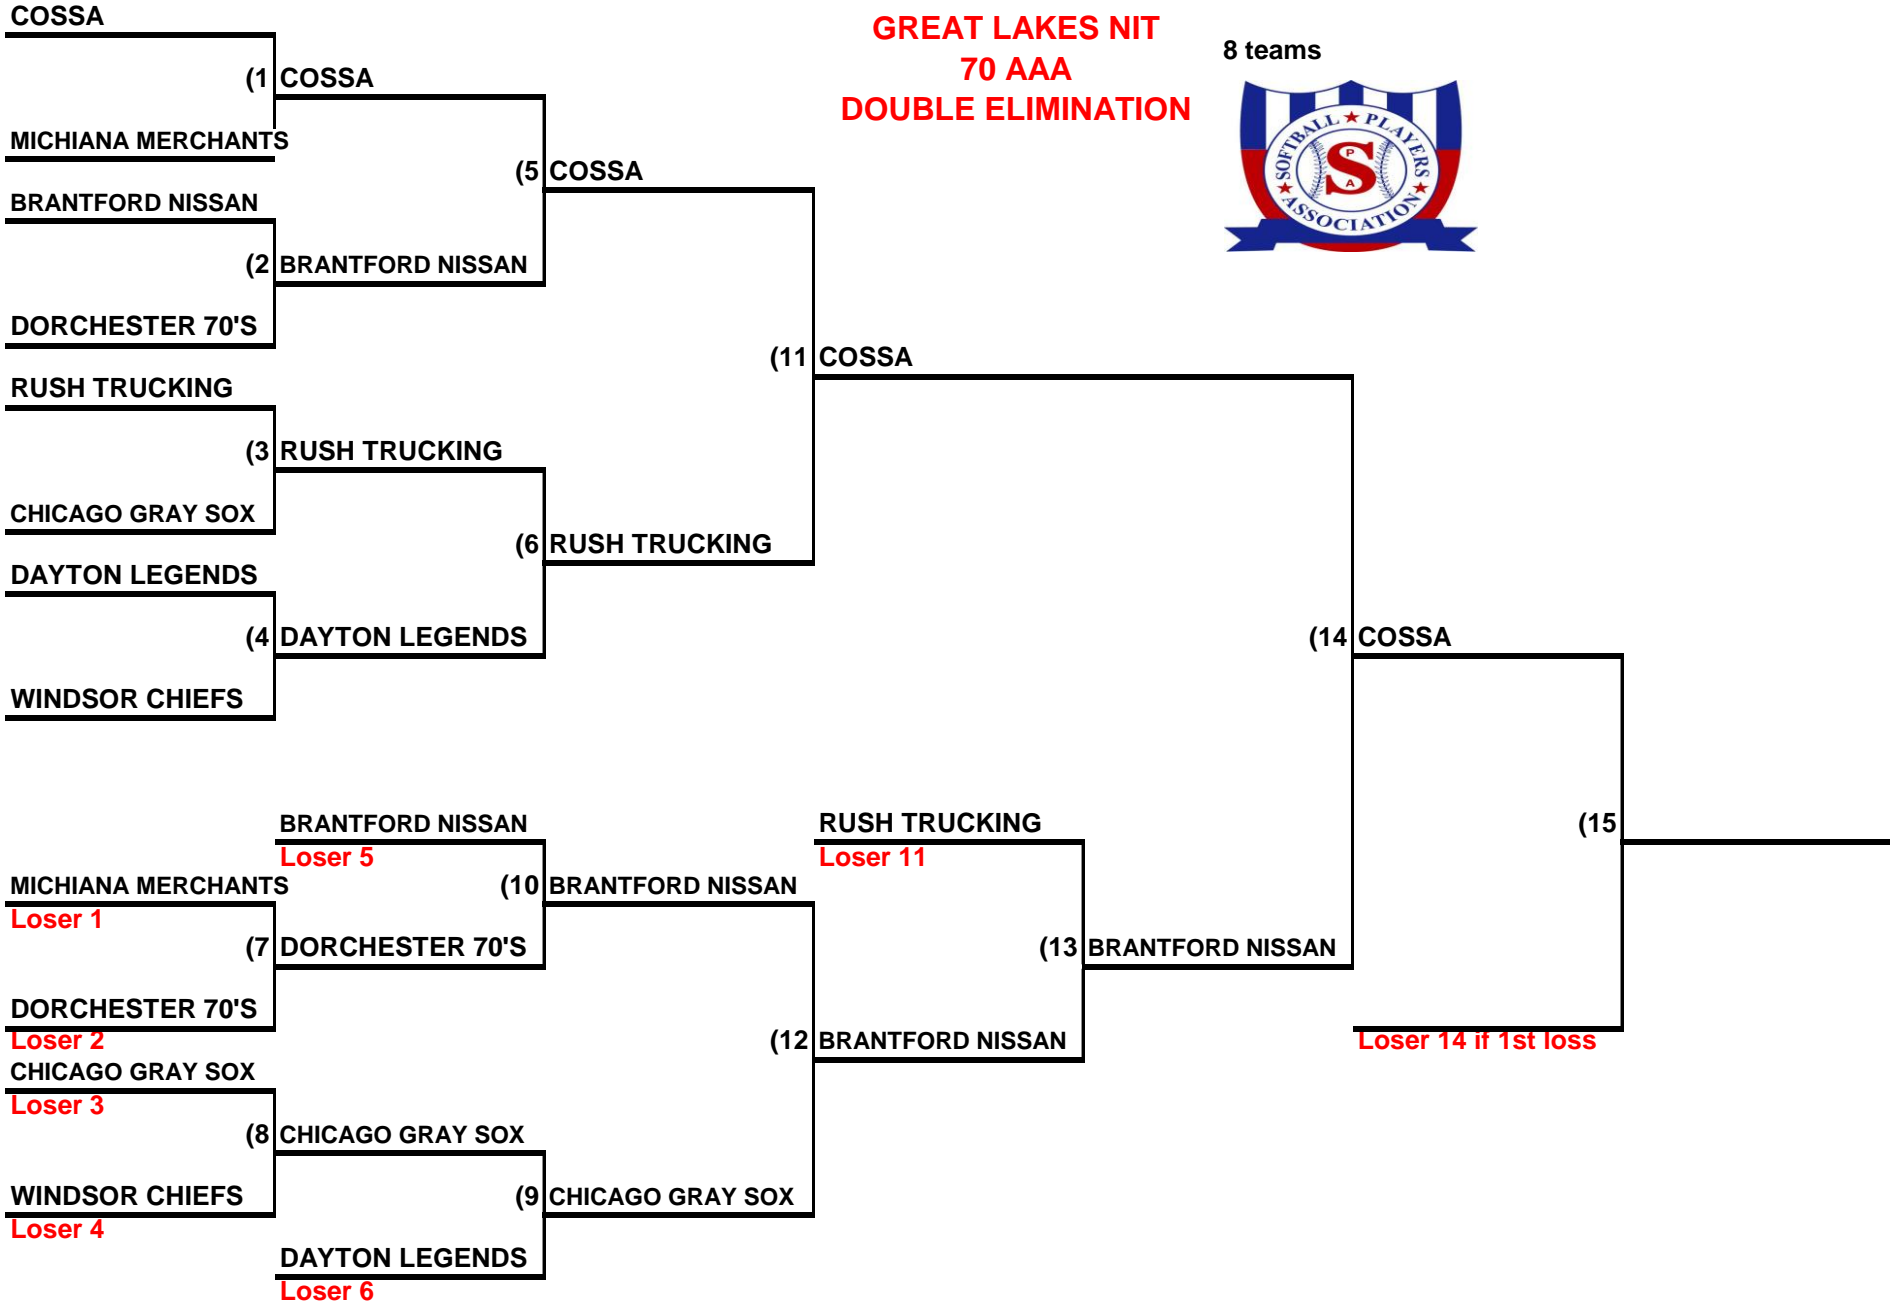 COSSA
GREAT LAKES NIT
70 AAA
DOUBLE ELIMINATION
8 teams
SOFTBALL ★ PLAYERS ★ ASSOCIATION ★
P
S
A
(1 COSSA
MICHIANA MERCHANTS
(5 COSSA
BRANTFORD NISSAN
(2 BRANTFORD NISSAN
DORCHESTER 70'S
(11 COSSA
RUSH TRUCKING
(3 RUSH TRUCKING
CHICAGO GRAY SOX
(6 RUSH TRUCKING
DAYTON LEGENDS
(4 DAYTON LEGENDS
(14 COSSA
WINDSOR CHIEFS
BRANTFORD NISSAN
Loser 5
RUSH TRUCKING
Loser 11
(15
MICHIANA MERCHANTS
Loser 1
(10 BRANTFORD NISSAN
(7 DORCHESTER 70'S
(13 BRANTFORD NISSAN
DORCHESTER 70'S
Loser 2
(12 BRANTFORD NISSAN
Loser 14 if 1st loss
CHICAGO GRAY SOX
Loser 3
(8 CHICAGO GRAY SOX
WINDSOR CHIEFS
Loser 4
(9 CHICAGO GRAY SOX
DAYTON LEGENDS
Loser 6